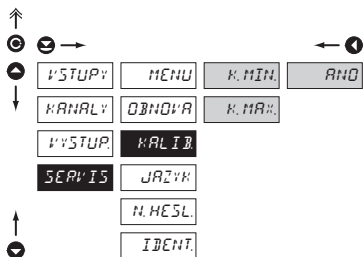 VSTUPY MENU K. MIN. ANO
KANALY OBNOVA K. MAX.
VYSTUP. KALIB.
SERVIS JAZYK
N. HESL.
IDENT.